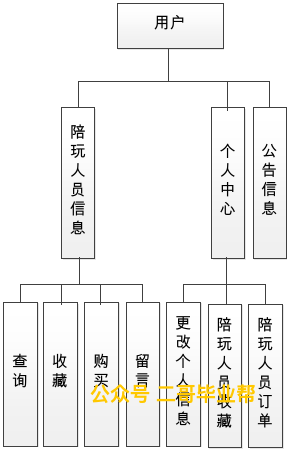 用户
陪玩人员信息
个人中心
公告信息
查询
收藏
购买
留言
更改个人信息
陪玩人员收藏
陪玩人员订单
公众号 二哥毕业帮